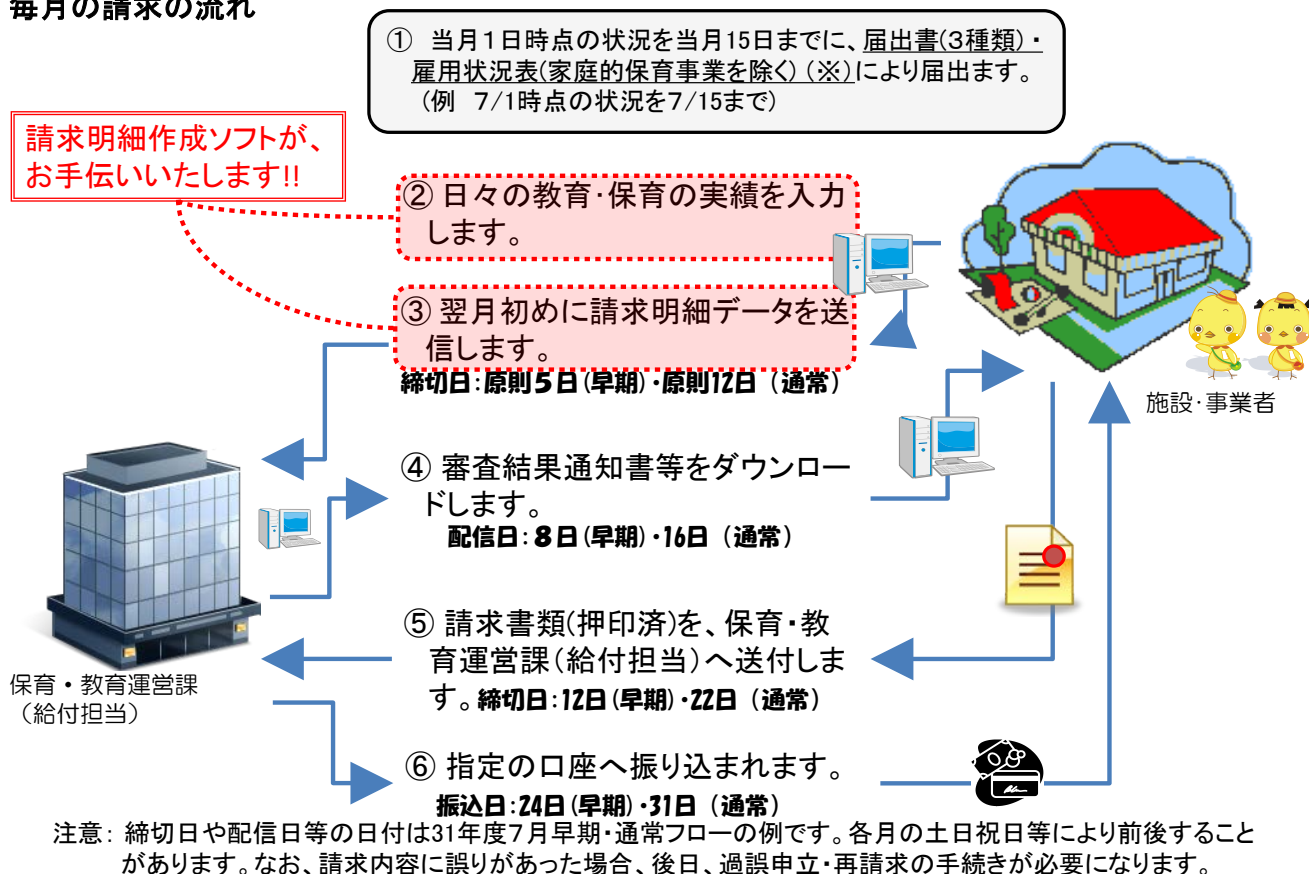 毎月の請求の流れ
① 当月1日時点の状況を当月15日までに、届出書(3種類)・
雇用状況表(家庭的保育事業を除く)(※)により届出ます。
(例 7/1時点の状況を7/15まで)
請求明細作成ソフトが、
お手伝いいたします!!
② 日々の教育・保育の実績を入力
します。
③ 翌月初めに請求明細データを送
信します。
締切日:原則5日(早期)・原則12日(通常)
施設・事業者
④ 審査結果通知書等をダウンロー
ドします。
配信日:8日(早期)・16日(通常)
⑤ 請求書類(押印済)を、保育・教
育運営課(給付担当)へ送付しま
す。締切日:12日(早期)・22日(通常)
保育・教育運営課
(給付担当)
⑥ 指定の口座へ振り込まれます。
振込日:24日(早期)・31日(通常)
注意: 締切日や配信日等の日付は31年度7月早期・通常フローの例です。各月の土日祝日等により前後すること
があります。なお、請求内容に誤りがあった場合、後日、過誤申立・再請求の手続きが必要になります。